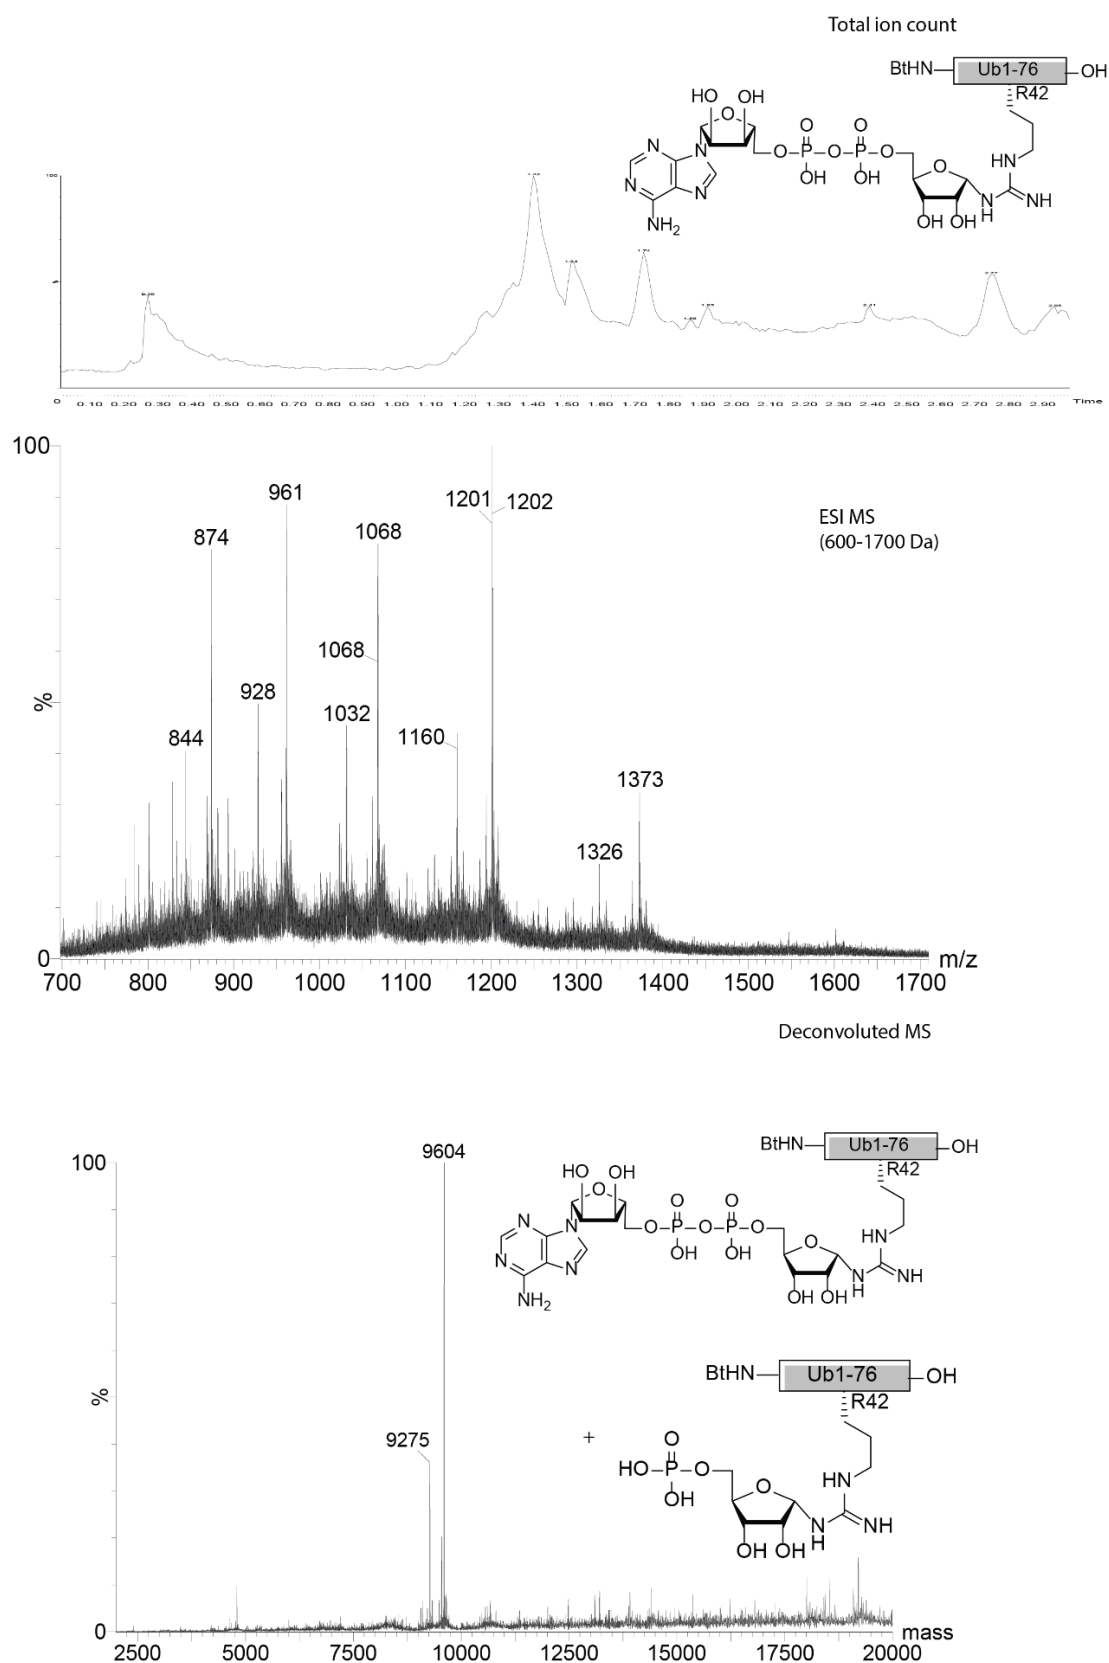 Total ion count
BtHN
Ub1-76
OH
R42
HO OH
O
O O
N
N
N
N
N
O P O P O
OH OH
O
HN
NH2
OH OH
N
H
NH
100
%
0
0.10 0.20 0.30 0.40 0.50 0.60 0.70 0.80 0.90 1.00 1.10 1.20 1.30 1.40 1.50 1.60 1.70 1.80 1.90 2.00 2.10 2.20 2.30 2.40 2.50 2.60 2.70 2.80 2.90 Time
100
961
1201 1202
874
1068
ESI MS
(600-1700 Da)
1068
928
1032
%
844
1160
1373
1326
0
m/z
700 800 900 1000 1100 1200 1300 1400 1500 1600 1700
Deconvoluted MS
100
9604
BtHN
Ub1-76
OH
R42
HO OH
O
O O
N
N
N
N
N
O P O P O
OH OH
O
HN
NH2
OH OH
N
H
NH
9275
%
BtHN
Ub1-76
OH
R42
+
O
HO P O
OH
O
HN
OH OH
N
H
NH
0
mass
2500 5000 7500 10000 12500 15000 17500 20000